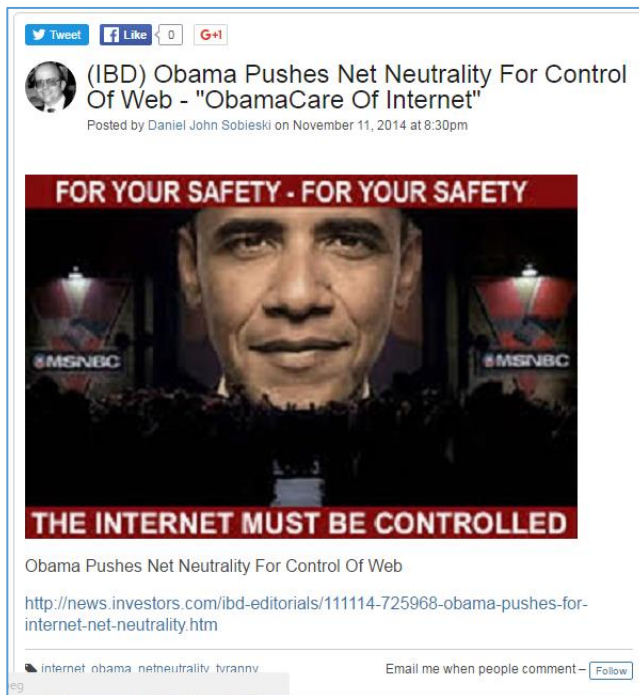 Tweet Like 0 G+1
(IBD) Obama Pushes Net Neutrality For Control
Of Web - "ObamaCare Of Internet"
Posted by Daniel John Sobieski on November 11, 2014 at 8:30pm
FOR YOUR SAFETY - FOR YOUR SAFETY
MSNBC MSNBC
THE INTERNET MUST BE CONTROLLED
Obama Pushes Net Neutrality For Control Of Web
http://news.investors.com/ibd-editorials/111114-725968-obama-pushes-for-
internet-net-neutrality.htm
internet obama netneutrality tyranny Email me when people comment – Follow
eg